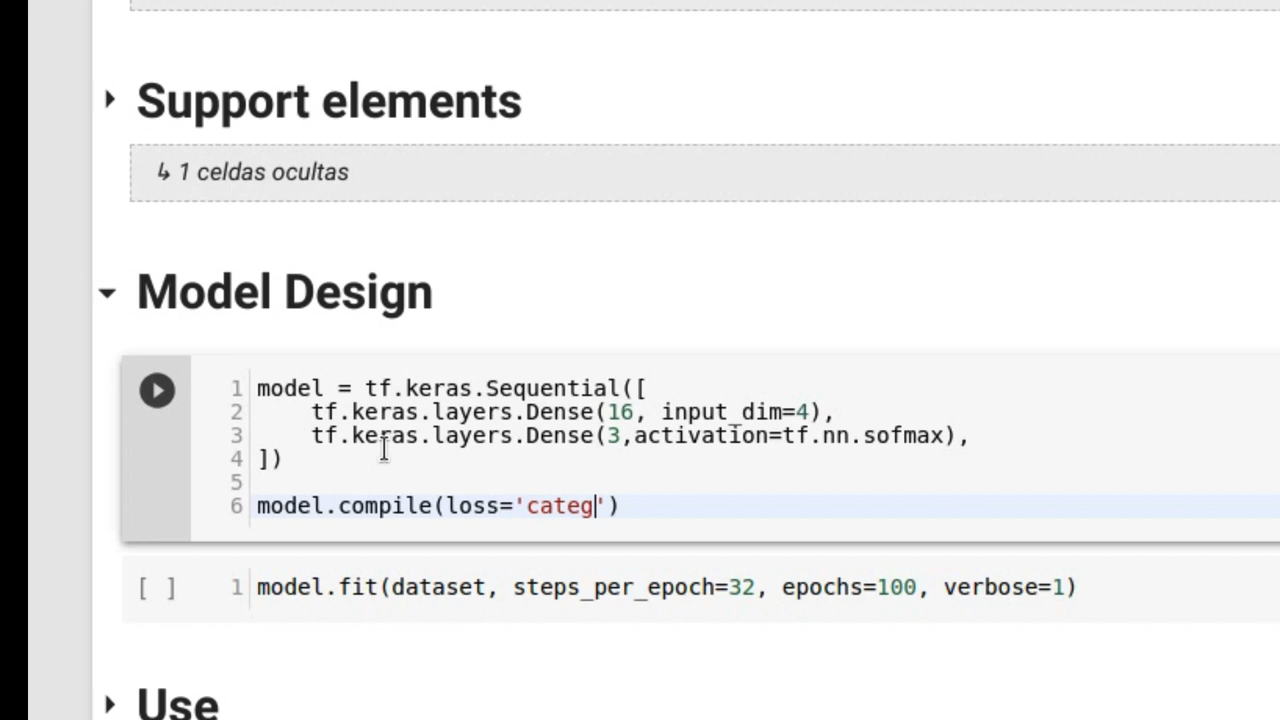 Support elements
↳ 1 celdas ocultas
Model Design
1 model = tf.keras.Sequential([
2     tf.keras.layers.Dense(16, input_dim=4),
3     tf.keras.layers.Dense(3,activation=tf.nn.sofmax),
4 ])
5
6 model.compile(loss='categ')
[ ] 1 model.fit(dataset, steps_per_epoch=32, epochs=100, verbose=1)
Use